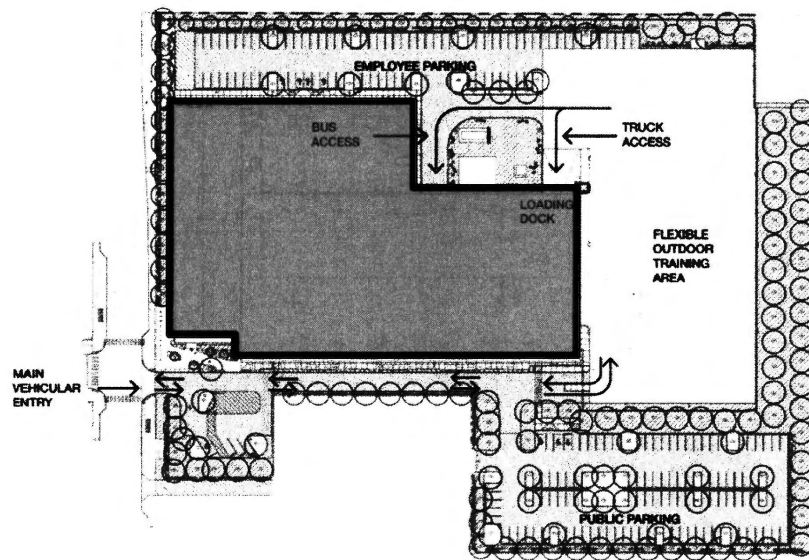 EMPLOYEE PARKING
BUS
ACCESS
TRUCK
ACCESS
LOADING
DOCK
FLEXIBLE
OUTDOOR
TRAINING
AREA
MAIN
VEHICULAR
ENTRY
PUBLIC PARKING